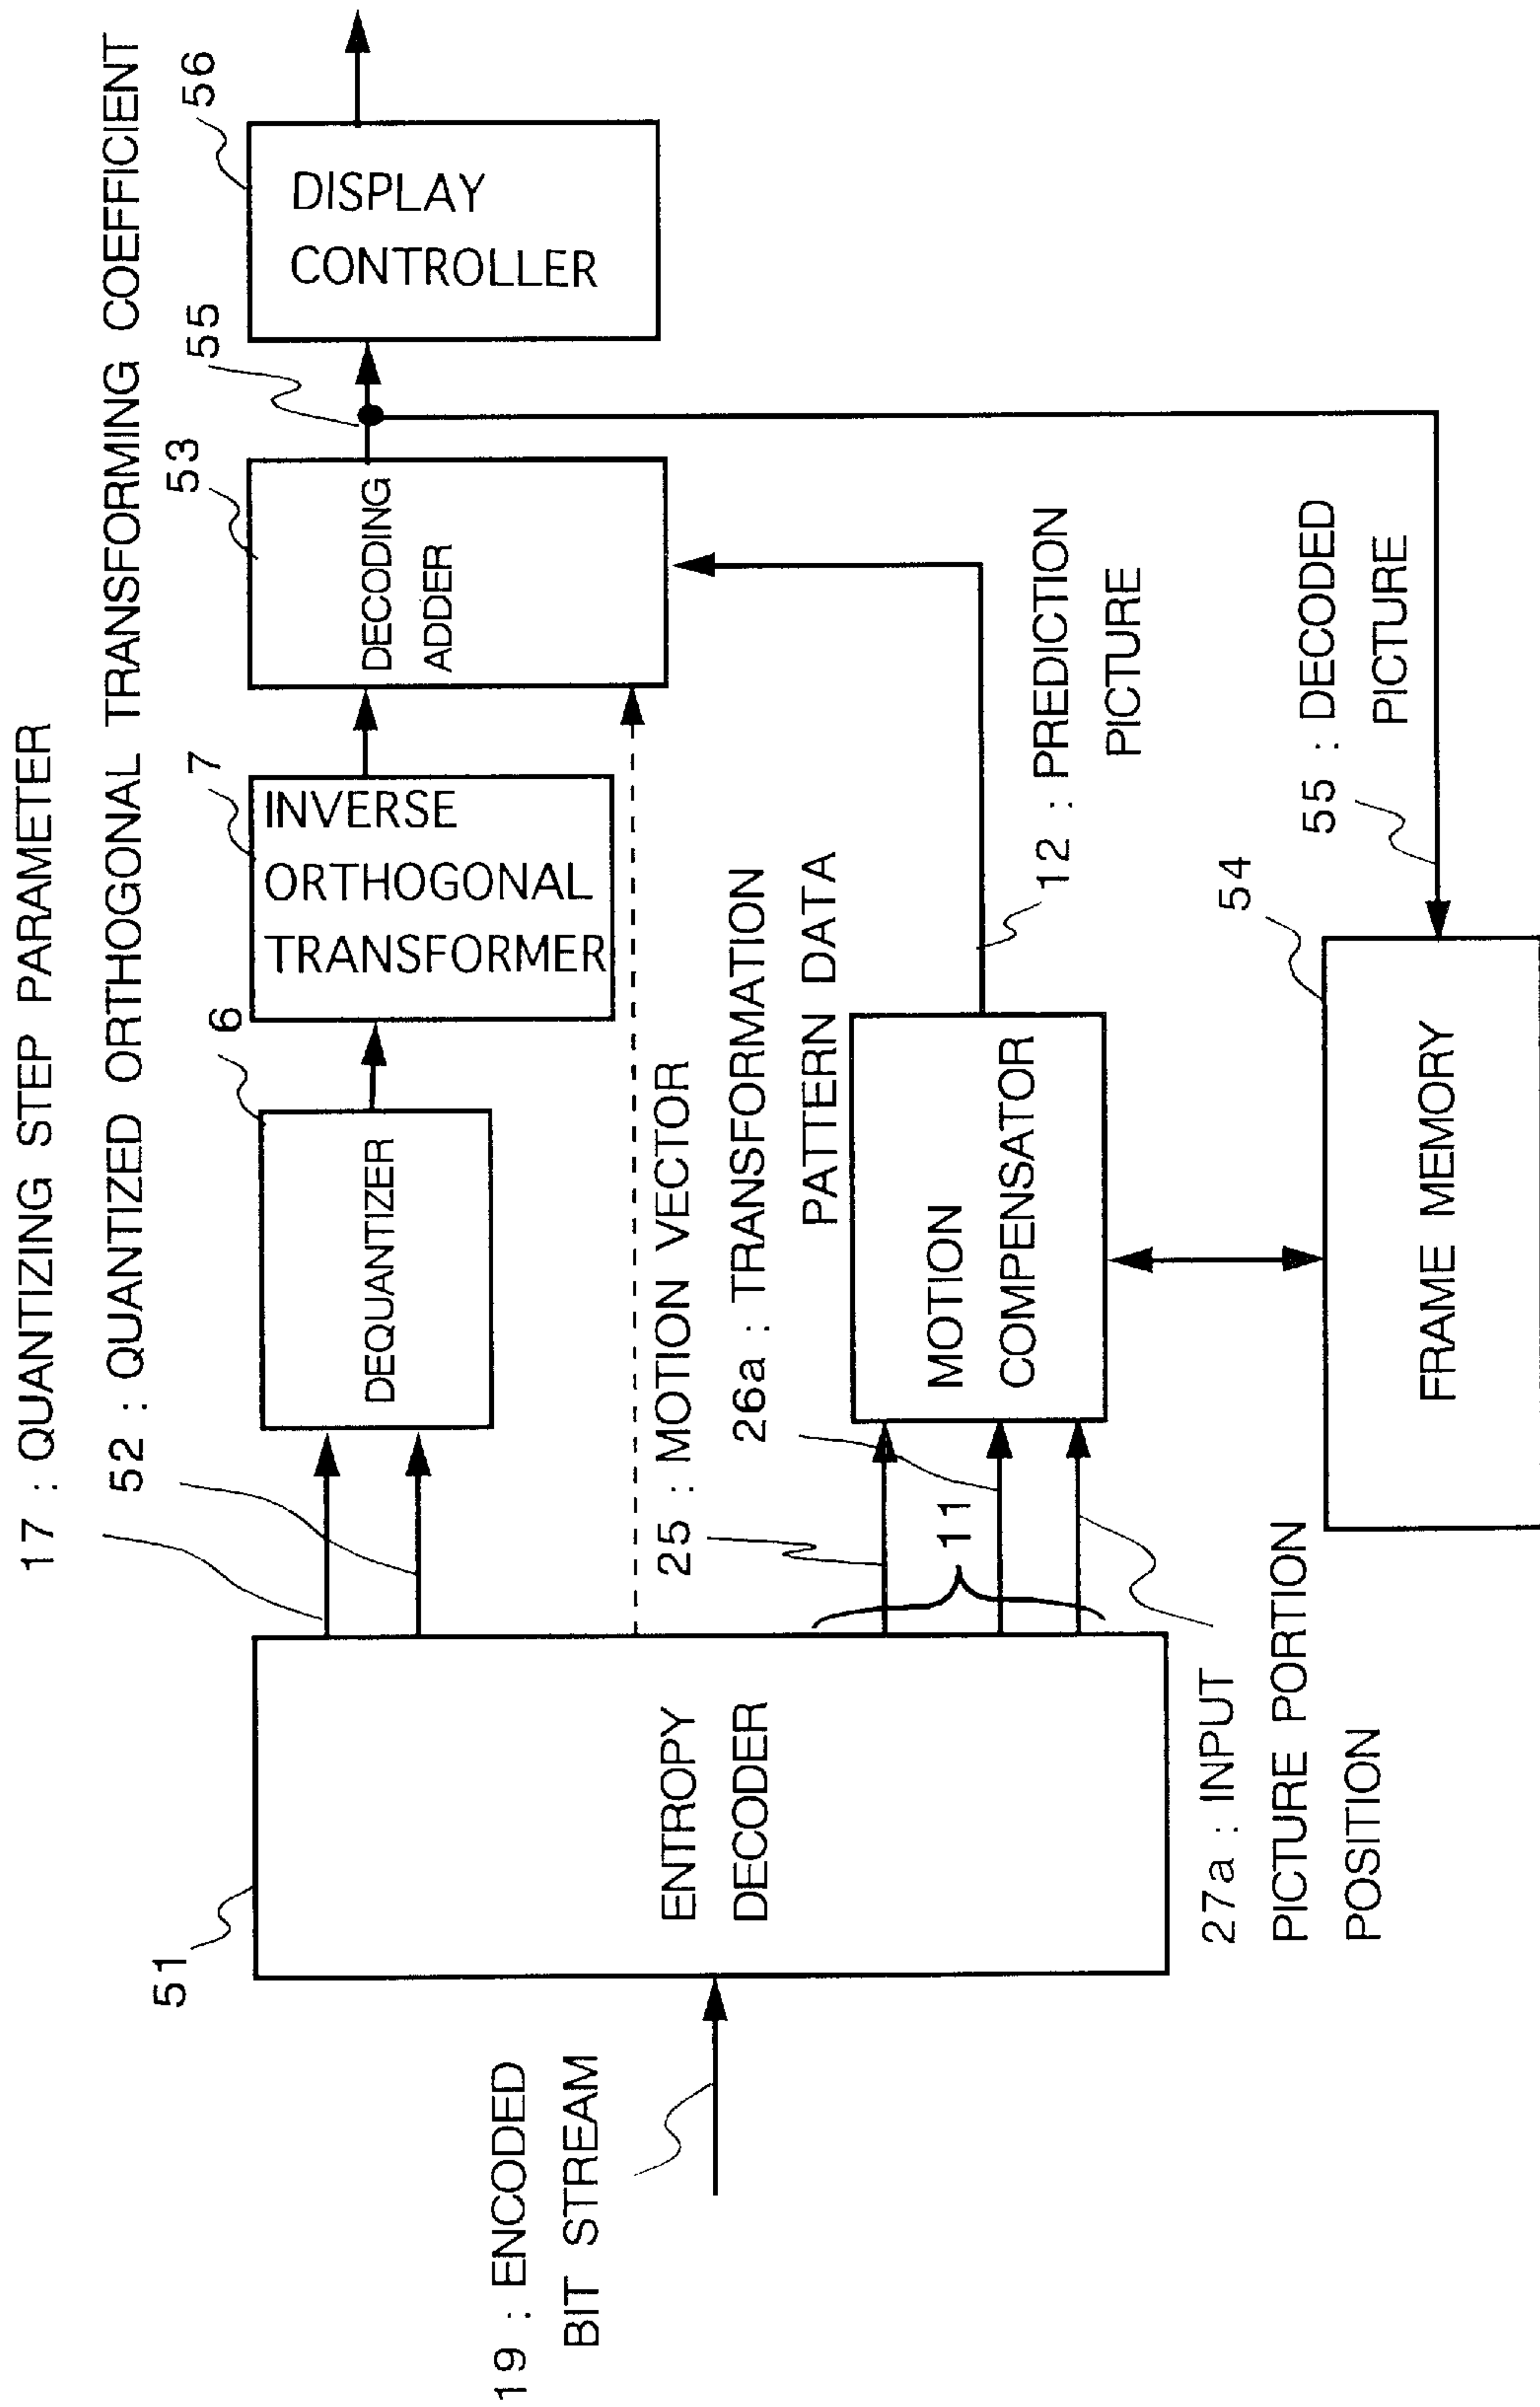 17 : QUANTIZING STEP PARAMETER
52 : QUANTIZED ORTHOGONAL TRANSFORMING COEFFICIENT
51
6
7
53
55
56
DEQUANTIZER
INVERSE
ORTHOGONAL
TRANSFORMER
DECODING
ADDER
DISPLAY
CONTROLLER
19 : ENCODED
BIT STREAM
ENTROPY
DECODER
25 : MOTION VECTOR
26a : TRANSFORMATION
PATTERN DATA
11
MOTION
COMPENSATOR
12 : PREDICTION
PICTURE
27a : INPUT
PICTURE PORTION
POSITION
54
55 : DECODED
PICTURE
FRAME MEMORY